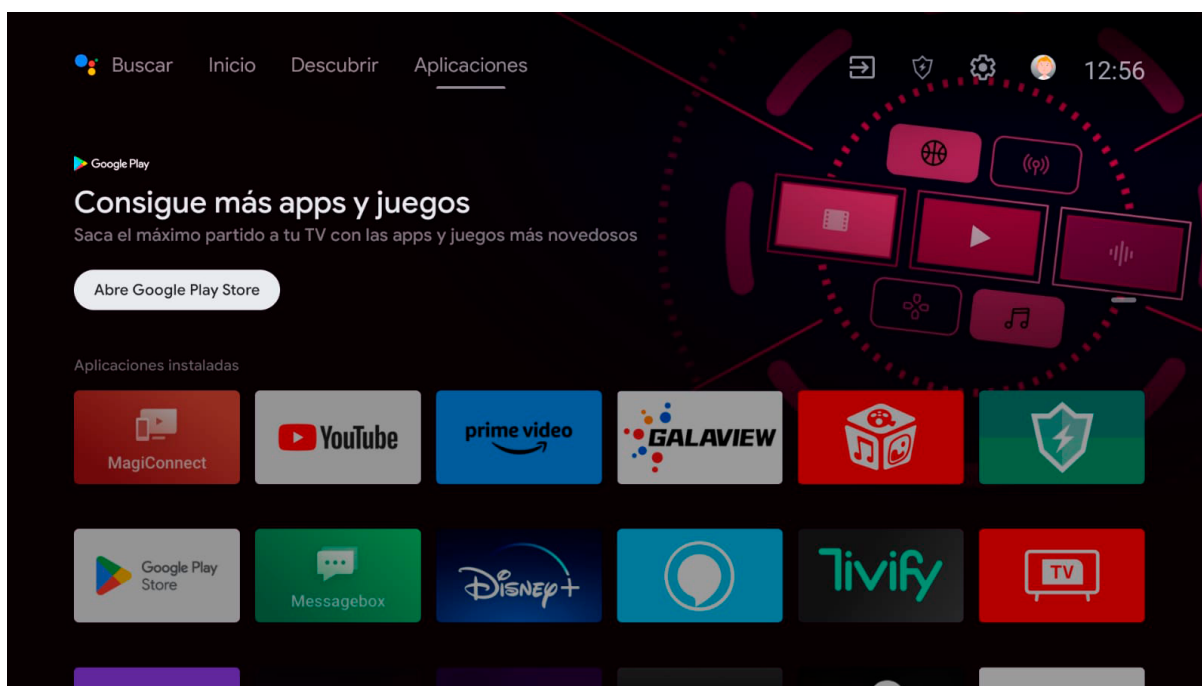 Buscar
Inicio
Descubrir
Aplicaciones
12:56
Google Play
Consigue más apps y juegos
Saca el máximo partido a tu TV con las apps y juegos más novedosos
Abre Google Play Store
Aplicaciones instaladas
MagiConnect
YouTube
prime video
GALAVIEW
Google Play
Store
Messagebox
Disney+
Tivify
TV